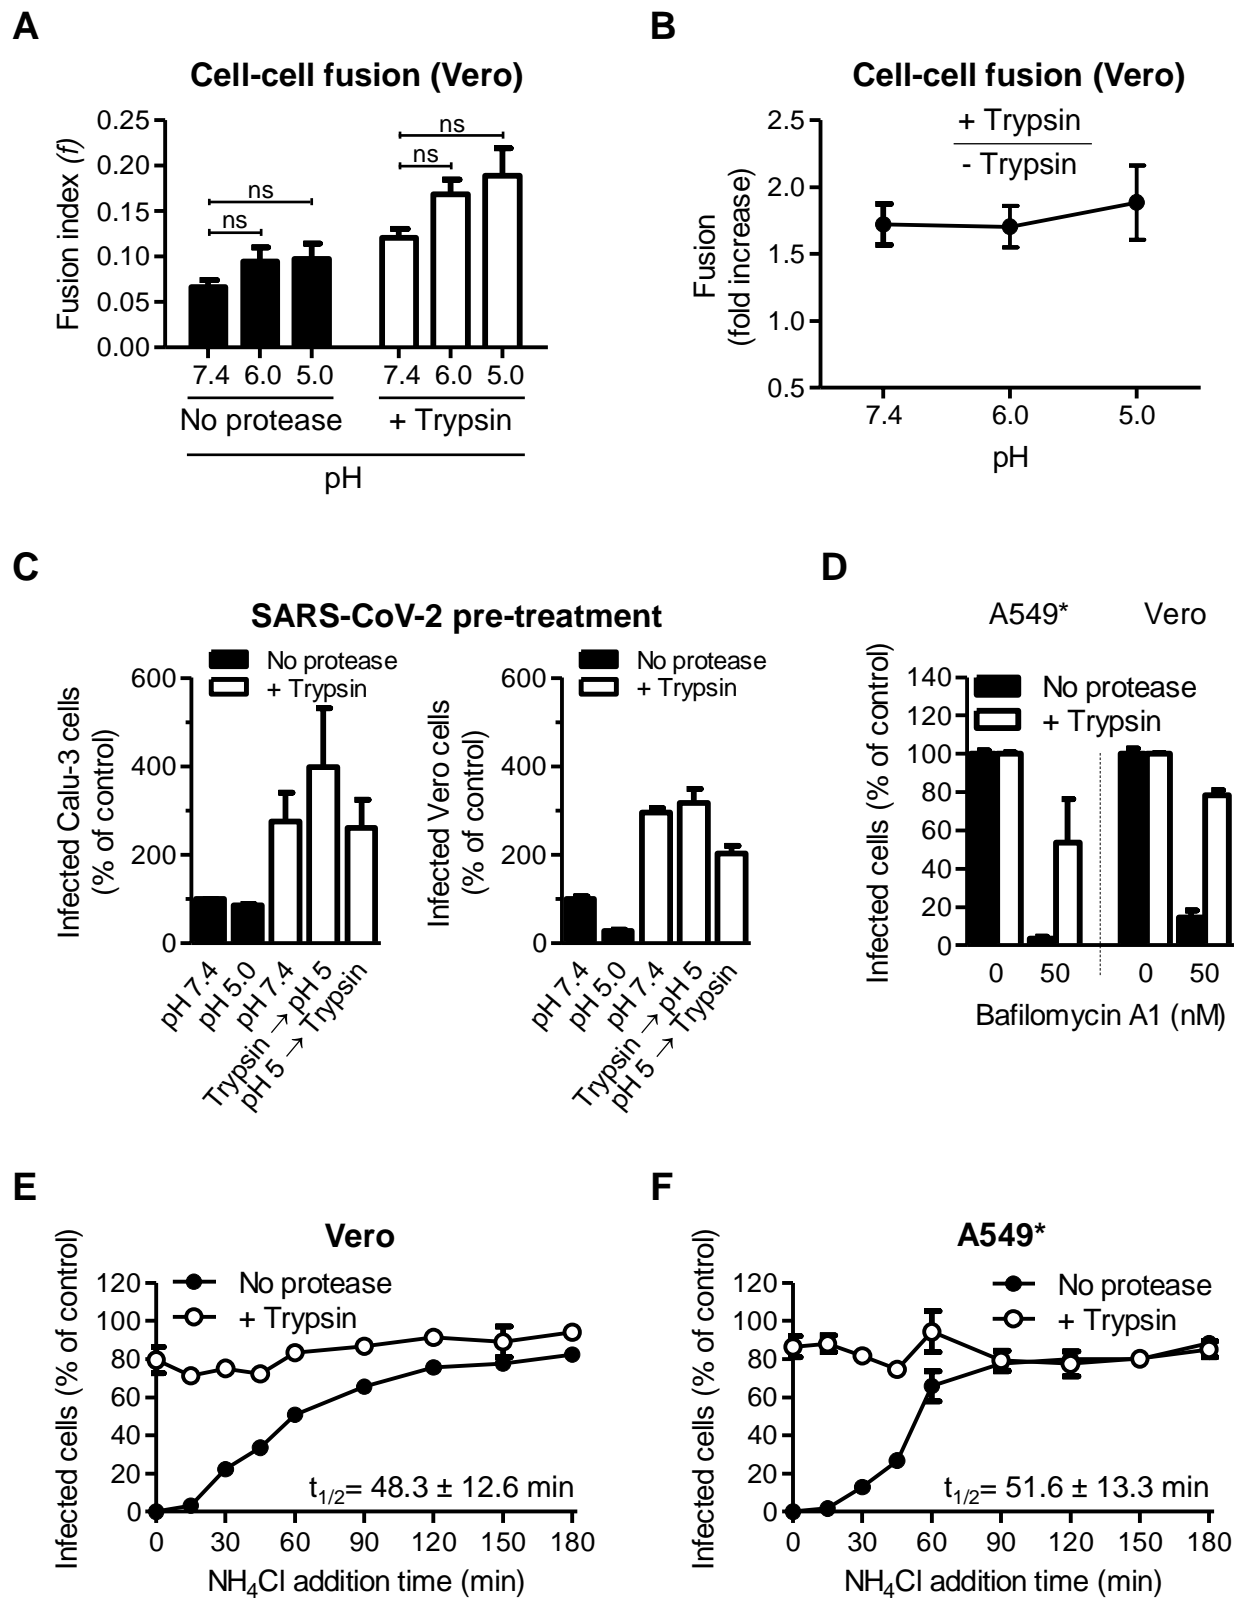 A
Cell-cell fusion (Vero)
Fusion index (f)
0.25
0.20
0.15
0.10
0.05
0.00
ns
ns
ns
ns
7.4 6.0 5.0 7.4 6.0 5.0
No protease + Trypsin
pH
B
Cell-cell fusion (Vero)
+ Trypsin
- Trypsin
Fusion
(fold increase)
2.5
2.0
1.5
1.0
0.5
7.4 6.0 5.0
pH
C
SARS-CoV-2 pre-treatment
No protease
+ Trypsin
Infected Calu-3 cells
(% of control)
600
400
200
0
pH 7.4
pH 5.0
pH 7.4
Trypsin → pH 5
pH 5 → Trypsin
No protease
+ Trypsin
Infected Vero cells
(% of control)
600
400
200
0
pH 7.4
pH 5.0
pH 7.4
Trypsin → pH 5
pH 5 → Trypsin
D
A549* Vero
Infected cells (% of control)
140
120
100
80
60
40
20
0
No protease
+ Trypsin
0 50 0 50
Bafilomycin A1 (nM)
E
Vero
Infected cells (% of control)
120
100
80
60
40
20
0
No protease
+ Trypsin
t1/2= 48.3 ± 12.6 min
0 30 60 90 120 150 180
NH4Cl addition time (min)
F
A549*
Infected cells (% of control)
120
100
80
60
40
20
0
No protease
+ Trypsin
t1/2= 51.6 ± 13.3 min
0 30 60 90 120 150 180
NH4Cl addition time (min)